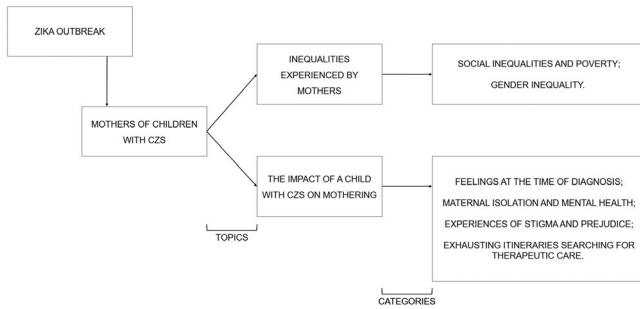 ZIKA OUTBREAK
MOTHERS OF CHILDREN
WITH CZS
INEQUALITIES
EXPERIENCED BY
MOTHERS
SOCIAL INEQUALITIES AND POVERTY;
GENDER INEQUALITY.
THE IMPACT OF A CHILD
WITH CZS ON MOTHERING
FEELINGS AT THE TIME OF DIAGNOSIS;
MATERNAL ISOLATION AND MENTAL HEALTH;
EXPERIENCES OF STIGMA AND PREJUDICE;
EXHAUSTING ITINERARIES SEARCHING FOR
THERAPEUTIC CARE.
TOPICS
CATEGORIES